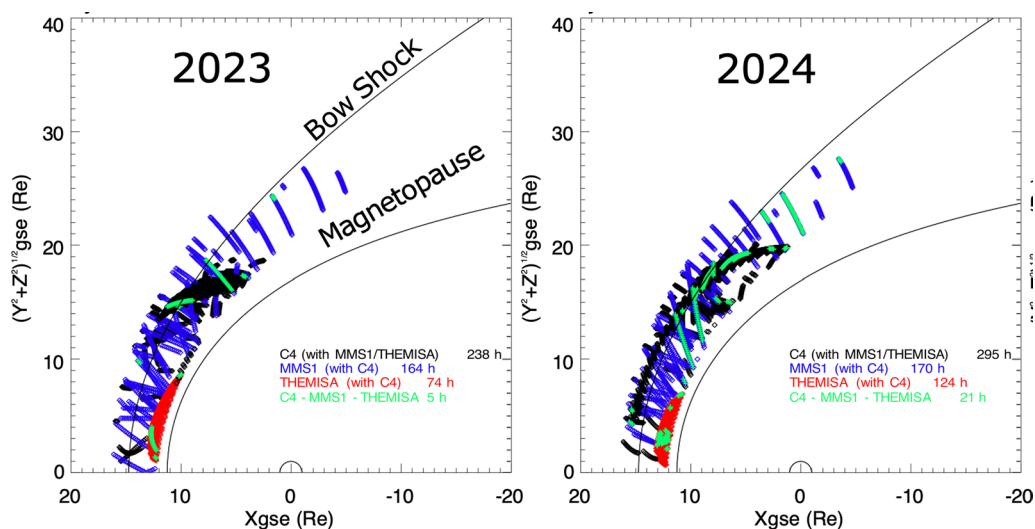 2023
Bow Shock
Magnetopause
(Y²+Z²)¹/²gse (Re)
40
30
20
10
0
C4 (with MMS1/THEMISA) 238 h
MMS1 (with C4) 164 h
THEMISA (with C4) 74 h
C4 - MMS1 - THEMISA 5 h
20 10 0 -10 -20
Xgse (Re)
2024
(Y²+Z²)¹/²gse (Re)
40
30
20
10
0
C4 (with MMS1/THEMISA) 295 h
MMS1 (with C4) 170 h
THEMISA (with C4) 124 h
C4 - MMS1 - THEMISA 21 h
20 10 0 -10 -20
Xgse (Re)